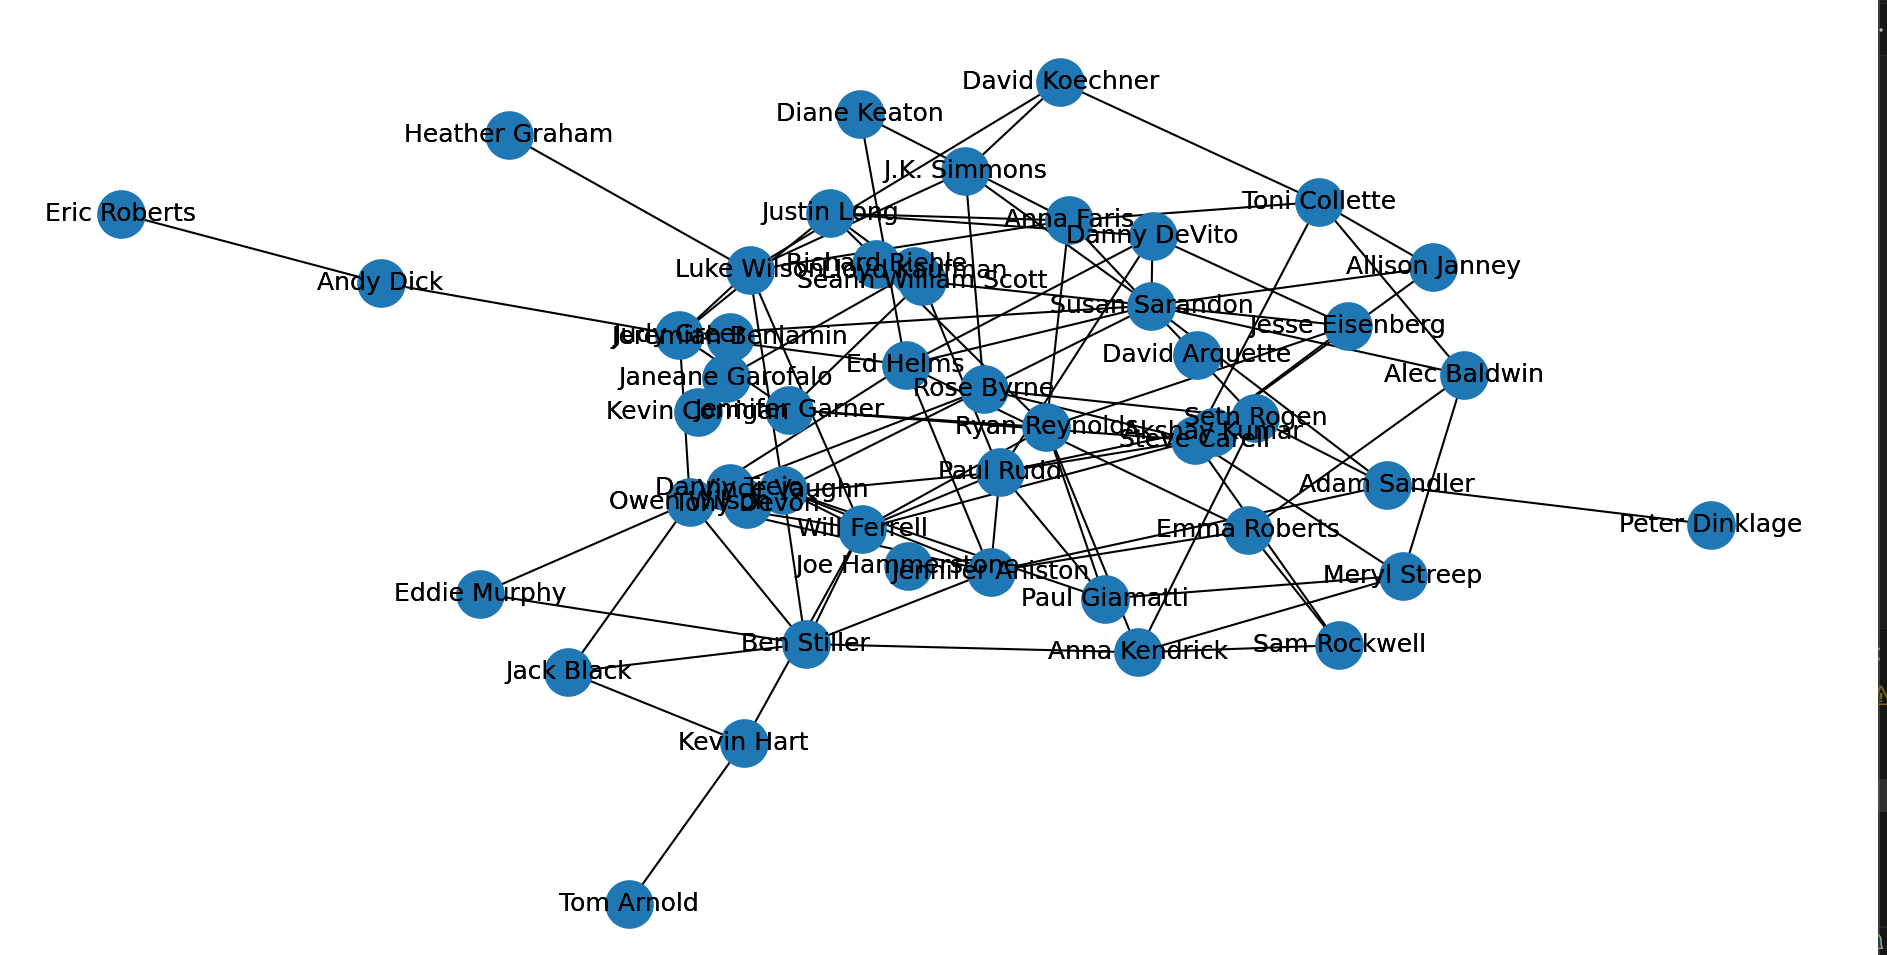 David Koechner
Diane Keaton
Heather Graham
J.K. Simmons
Toni Collette
Eric Roberts
Justin Long
Anna Faris
Danny DeVito
Richard Riehle
Luke Wilson
Lloyd Kaufman
Allison Janney
Andy Dick
Seann William Scott
Susan Sarandon
Jesse Eisenberg
Judy Greer
Jeremiah Benjamin
David Arquette
Ed Helms
Alec Baldwin
Janeane Garofalo
Rose Byrne
Kevin Corrigan
Jennifer Garner
Seth Rogen
Ryan Reynolds
Akshay Kumar
Steve Carell
Paul Rudd
Adam Sandler
Danny Trejo
Vince Vaughn
Owen Wilson
Tony Devon
Will Ferrell
Emma Roberts
Peter Dinklage
Joe Hammerstone
Jennifer Aniston
Meryl Streep
Eddie Murphy
Paul Giamatti
Ben Stiller
Anna Kendrick
Sam Rockwell
Jack Black
Kevin Hart
Tom Arnold